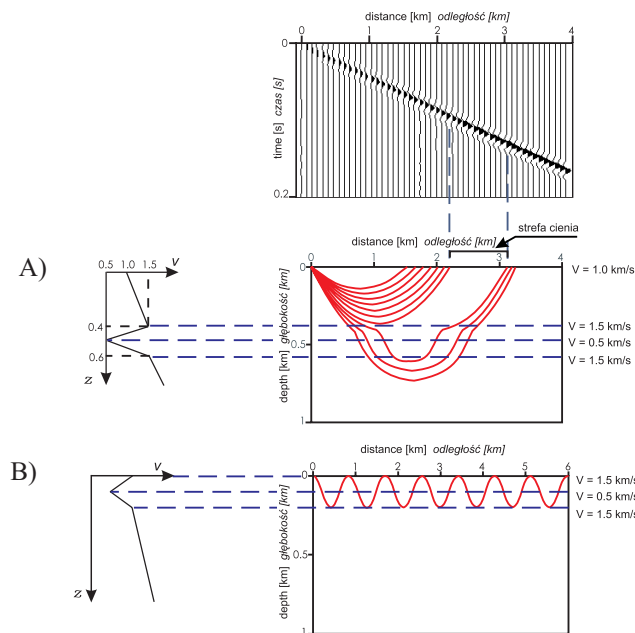 distance [km] odległość [km]
0 1 2 3 4
0
time [s] czas [s]
0.2
strefa cienia
A)
0.5 1.0 1.5 v
0.4
0.6
z
distance [km] odległość [km]
0 1 2 3 4
0
depth [km] głębokość [km]
0.5
1
V = 1.0 km/s
V = 1.5 km/s
V = 0.5 km/s
V = 1.5 km/s
B)
v
z
distance [km] odległość [km]
0 1 2 3 4 5 6
0
depth [km] głębokość [km]
0.5
1
V = 1.5 km/s
V = 0.5 km/s
V = 1.5 km/s